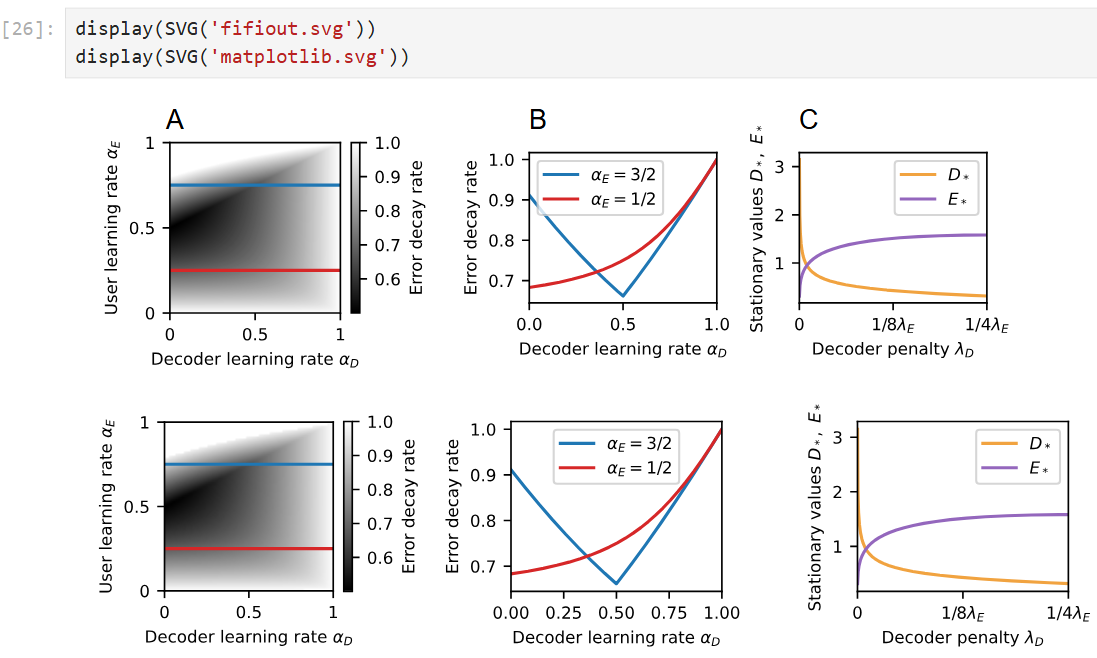 [26]:
display(SVG('fifiout.svg'))
display(SVG('matplotlib.svg'))
A
User learning rate α_E
1
0.5
0
0
0.5
1
Decoder learning rate α_D
1.0
0.9
0.8
0.7
0.6
Error decay rate
B
Error decay rate
1.0
0.9
0.8
0.7
α_E = 3/2
α_E = 1/2
0.0
0.5
1.0
Decoder learning rate α_D
C
Stationary values D_*, E_*
3
2
1
D_*
E_*
0
1/8λ_E
1/4λ_E
Decoder penalty λ_D
User learning rate α_E
1
0.5
0
0
0.5
1
Decoder learning rate α_D
1.0
0.9
0.8
0.7
0.6
Error decay rate
Error decay rate
1.0
0.9
0.8
0.7
α_E = 3/2
α_E = 1/2
0.00
0.25
0.50
0.75
1.00
Decoder learning rate α_D
Stationary values D_*, E_*
3
2
1
D_*
E_*
0
1/8λ_E
1/4λ_E
Decoder penalty λ_D